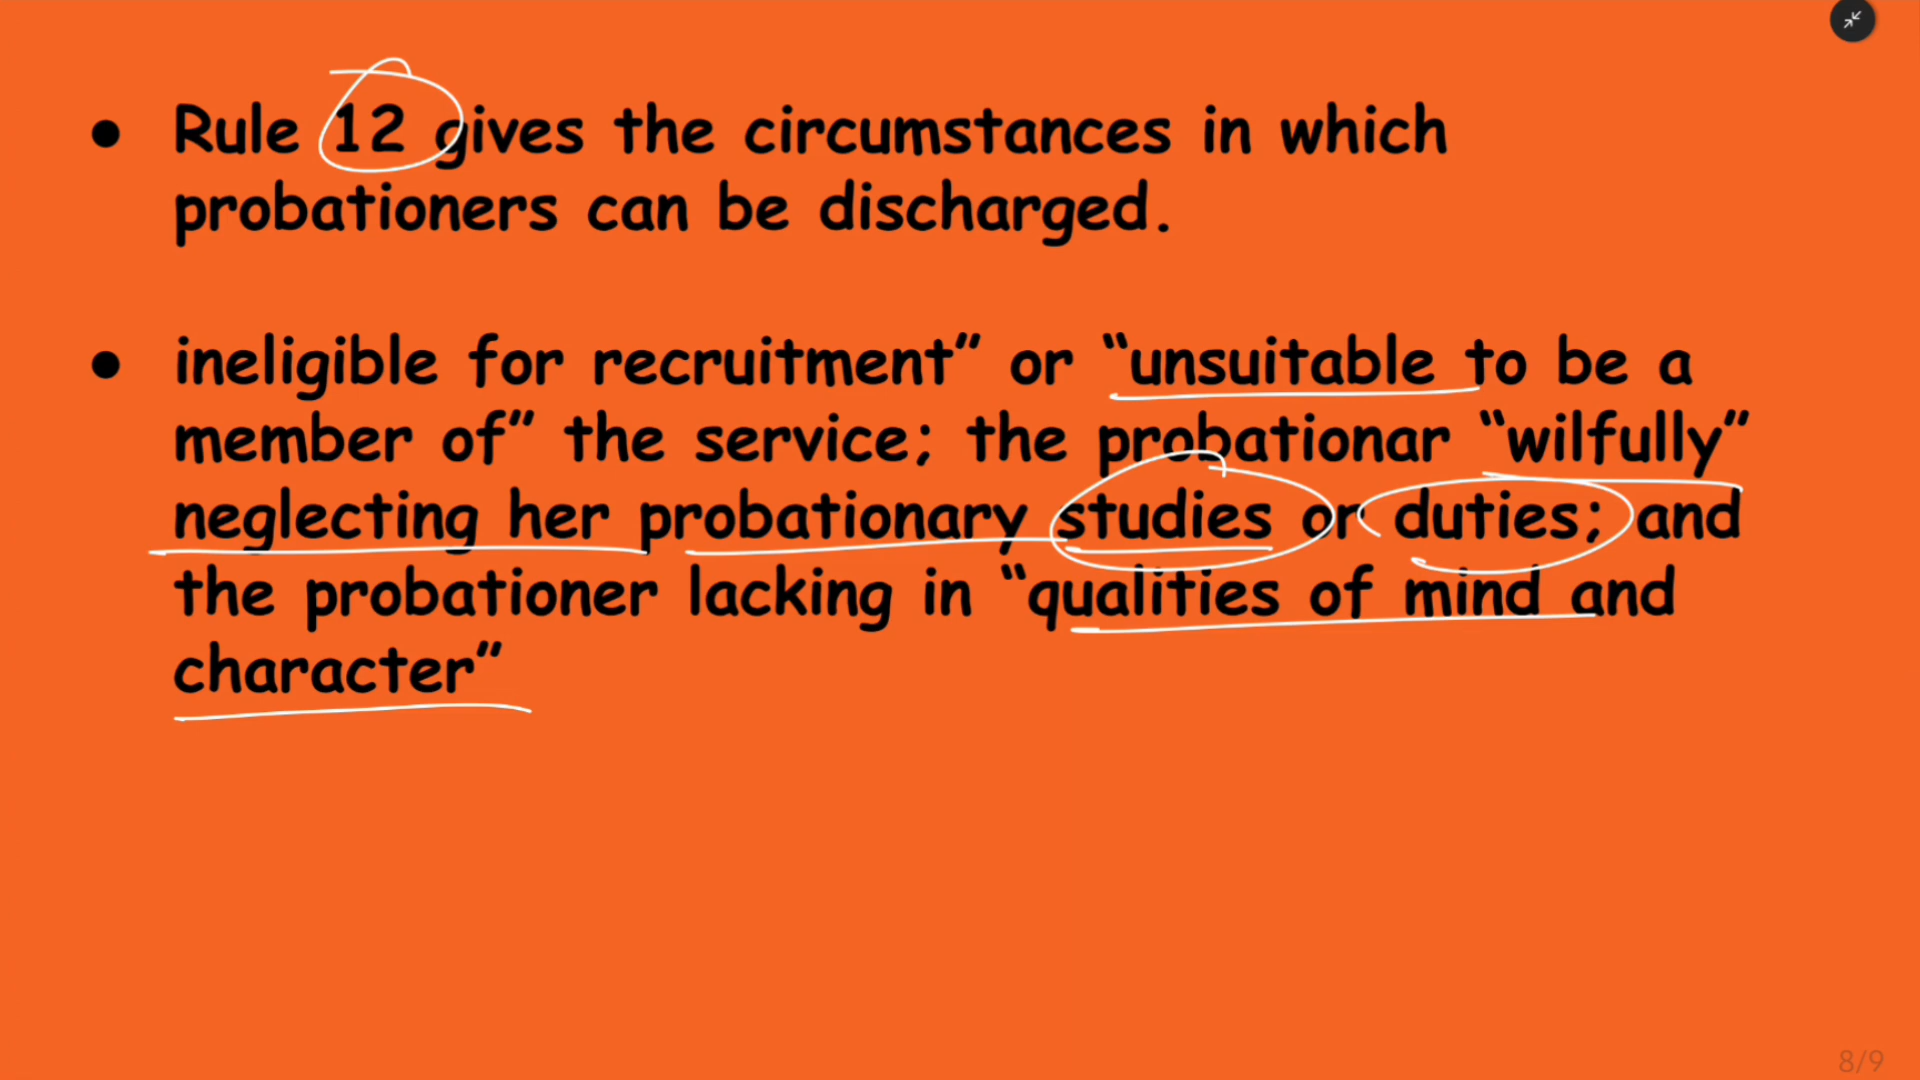 ● Rule 12 gives the circumstances in which
probationers can be discharged.
● ineligible for recruitment” or “unsuitable to be a
member of” the service; the probationar “wilfully”
neglecting her probationary studies or duties; and
the probationer lacking in “qualities of mind and
character”
8/9